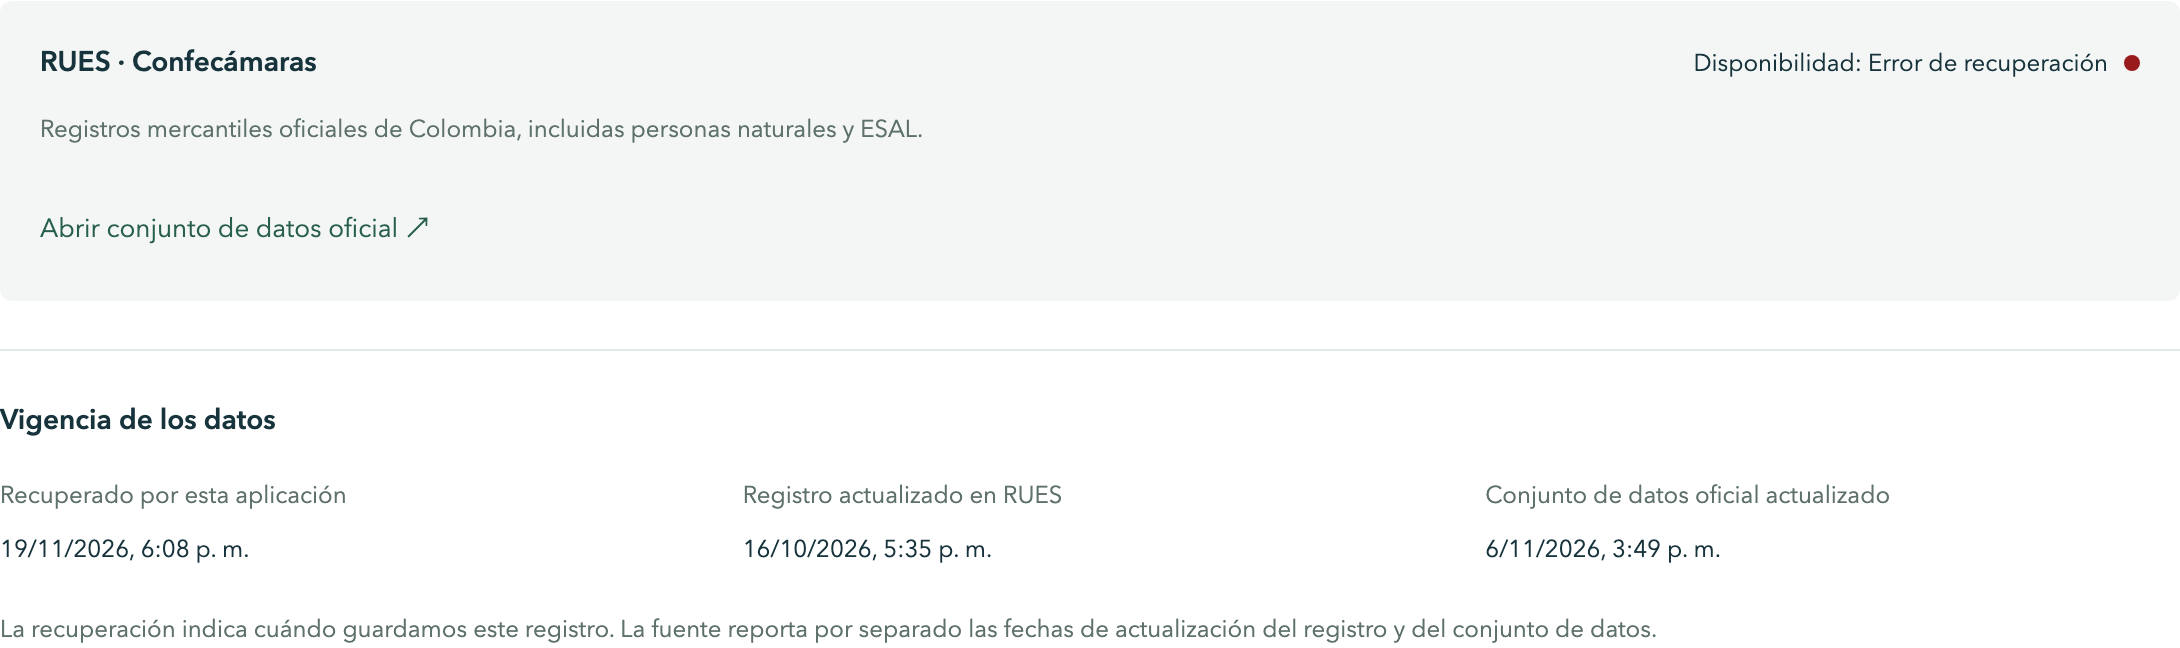 RUES · Confecámaras
Disponibilidad: Error de recuperación
Registros mercantiles oficiales de Colombia, incluidas personas naturales y ESAL.
Abrir conjunto de datos oficial ↗
Vigencia de los datos
Recuperado por esta aplicación
19/11/2026, 6:08 p. m.
Registro actualizado en RUES
16/10/2026, 5:35 p. m.
Conjunto de datos oficial actualizado
6/11/2026, 3:49 p. m.
La recuperación indica cuándo guardamos este registro. La fuente reporta por separado las fechas de actualización del registro y del conjunto de datos.